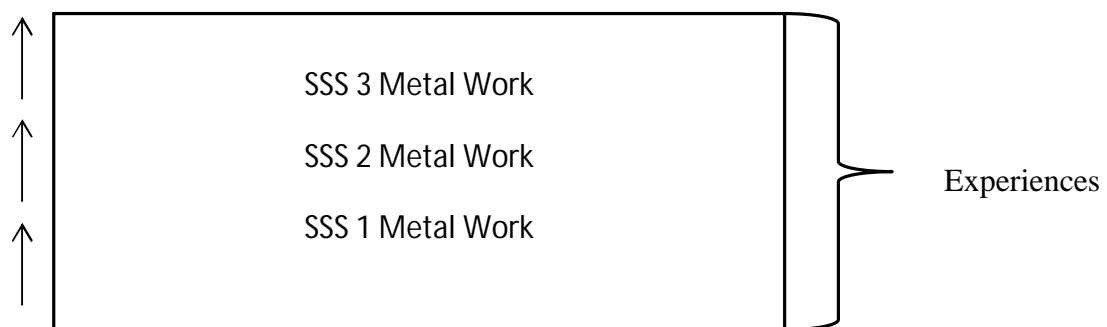 SSS 3 Metal Work
SSS 2 Metal Work
Experiences
SSS 1 Metal Work